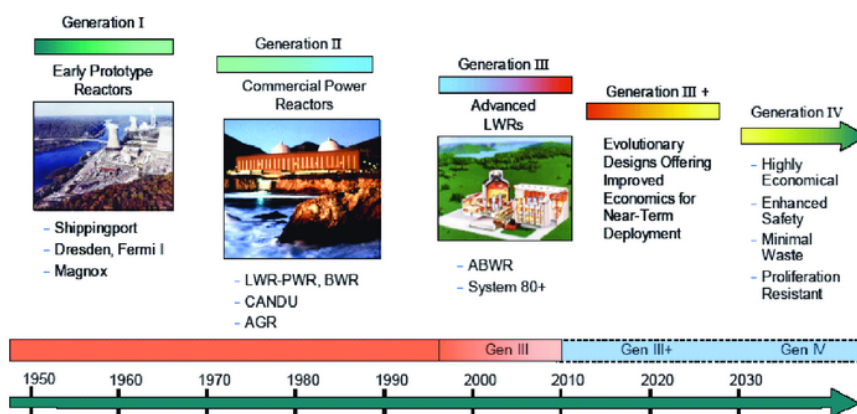 Generation I
Early Prototype
Reactors
- Shippingport
- Dresden, Fermi I
- Magnox
Generation II
Commercial Power
Reactors
- LWR-PWR, BWR
- CANDU
- AGR
Generation III
Advanced
LWRs
- ABWR
- System 80+
Generation III +
Evolutionary
Designs Offering
Improved
Economics for
Near-Term
Deployment
Generation IV
- Highly
Economical
- Enhanced
Safety
- Minimal
Waste
- Proliferation
Resistant
Gen III
Gen III+
Gen IV
1950
1960
1970
1980
1990
2000
2010
2020
2030